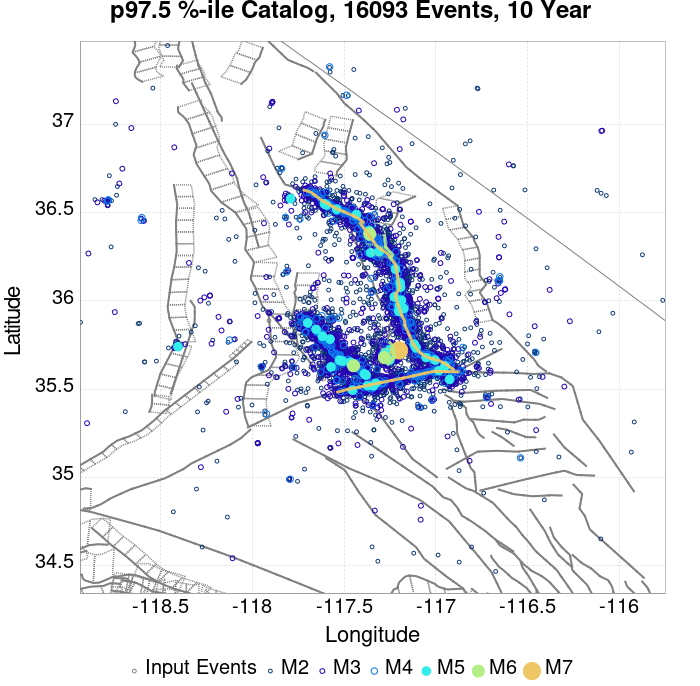 p97.5 %-ile Catalog, 16093 Events, 10 Year
37
36.5
36
35.5
35
34.5
Latitude
-118.5 -118 -117.5 -117 -116.5 -116
Longitude
Input Events M2 M3 M4 M5 M6 M7